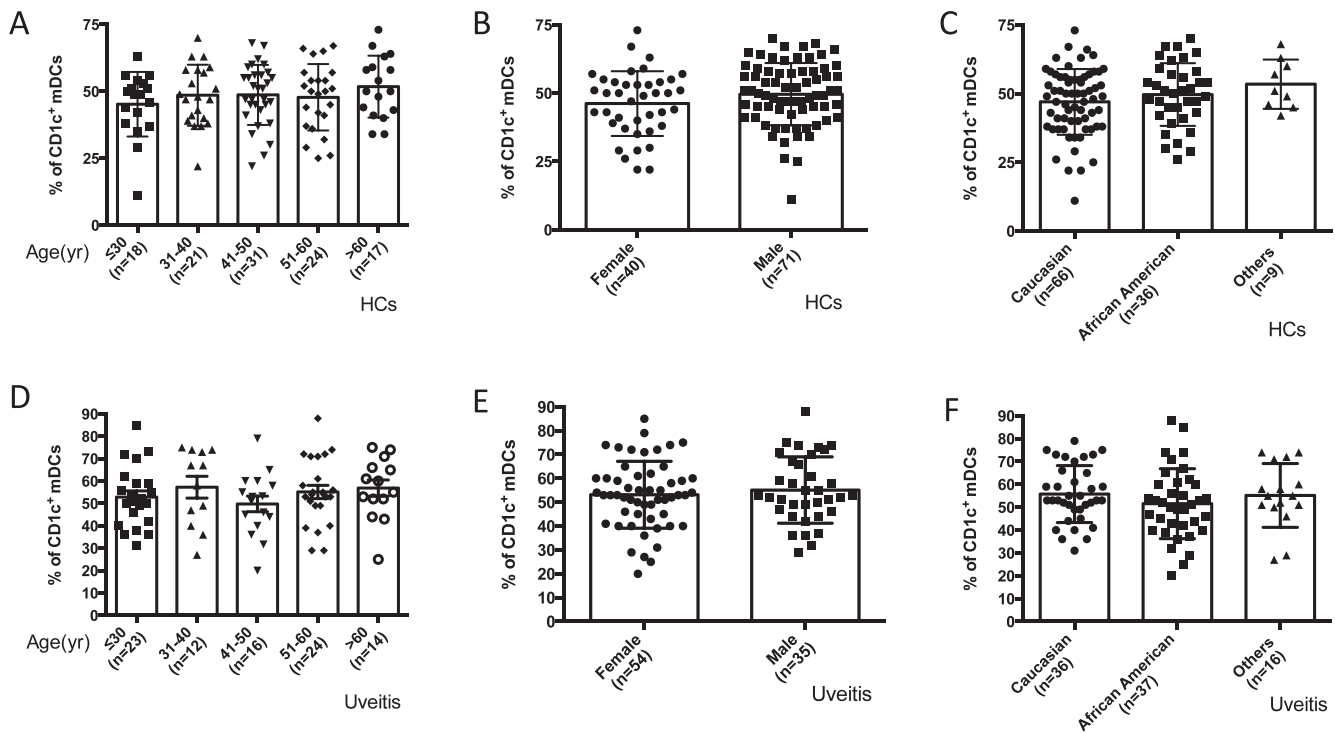 A
% of CD1c+ mDCs
75
50
25
0
Age(yr)
≤30
(n=18)
31-40
(n=21)
41-50
(n=31)
51-60
(n=24)
>60
(n=17)
HCs
B
% of CD1c+ mDCs
75
50
25
0
Female
(n=40)
Male
(n=71)
HCs
C
% of CD1c+ mDCs
75
50
25
0
Caucasian
(n=66)
African American
(n=36)
Others
(n=9)
HCs
D
% of CD1c+ mDCs
90
80
70
60
50
40
30
20
10
0
Age(yr)
≤30
(n=23)
31-40
(n=12)
41-50
(n=16)
51-60
(n=24)
>60
(n=14)
Uveitis
E
% of CD1c+ mDCs
90
80
70
60
50
40
30
20
10
0
Female
(n=54)
Male
(n=35)
Uveitis
F
% of CD1c+ mDCs
90
80
70
60
50
40
30
20
10
0
Caucasian
(n=36)
African American
(n=37)
Others
(n=16)
Uveitis